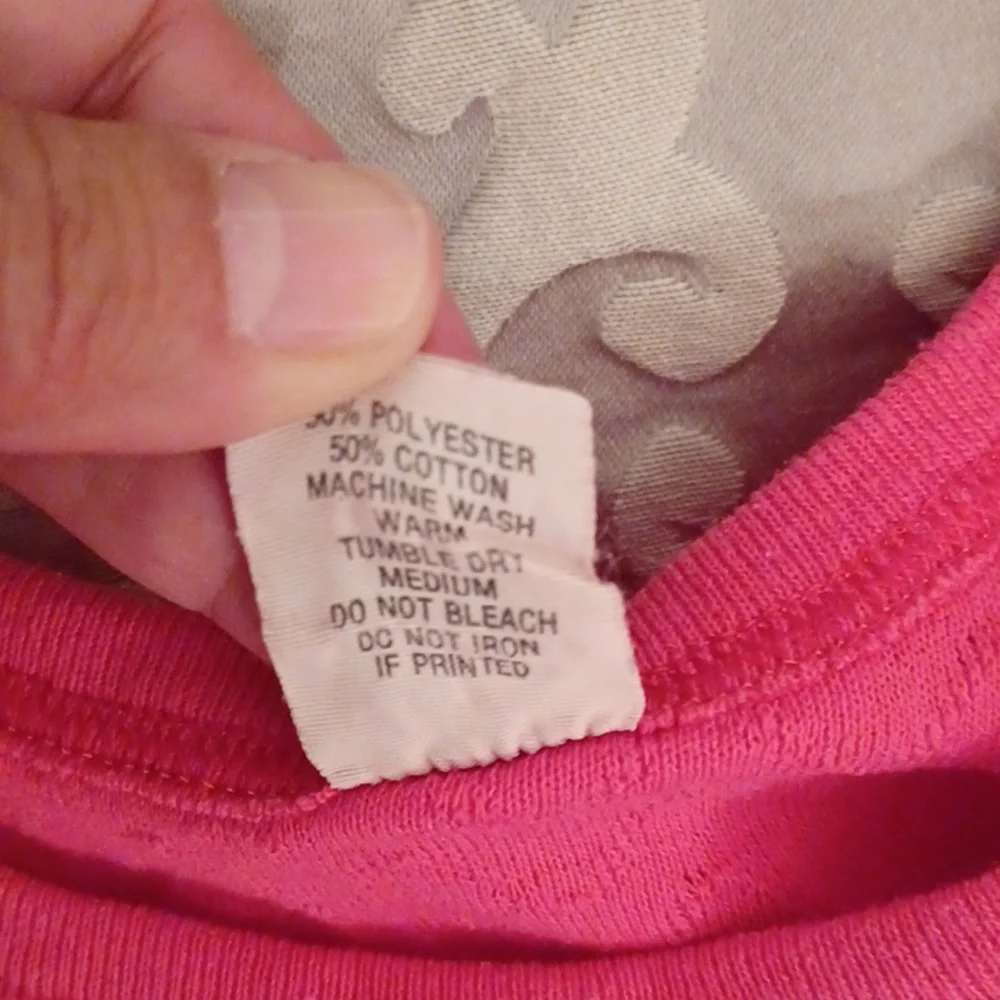 50% POLYESTER
50% COTTON
MACHINE WASH
WARM
TUMBLE DRY
MEDIUM
DO NOT BLEACH
DO NOT IRON
IF PRINTED